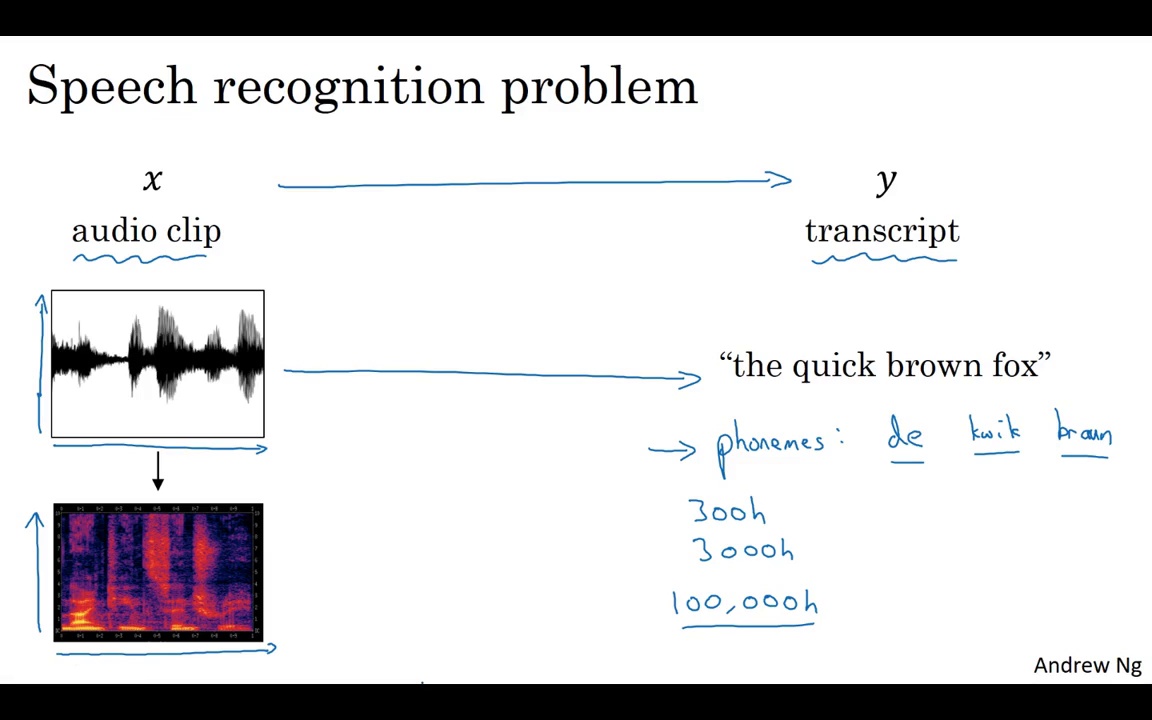 Speech recognition problem
x
y
audio clip
transcript
“the quick brown fox”
phonemes: de kwik braun
300h
3000h
100,000h
Andrew Ng